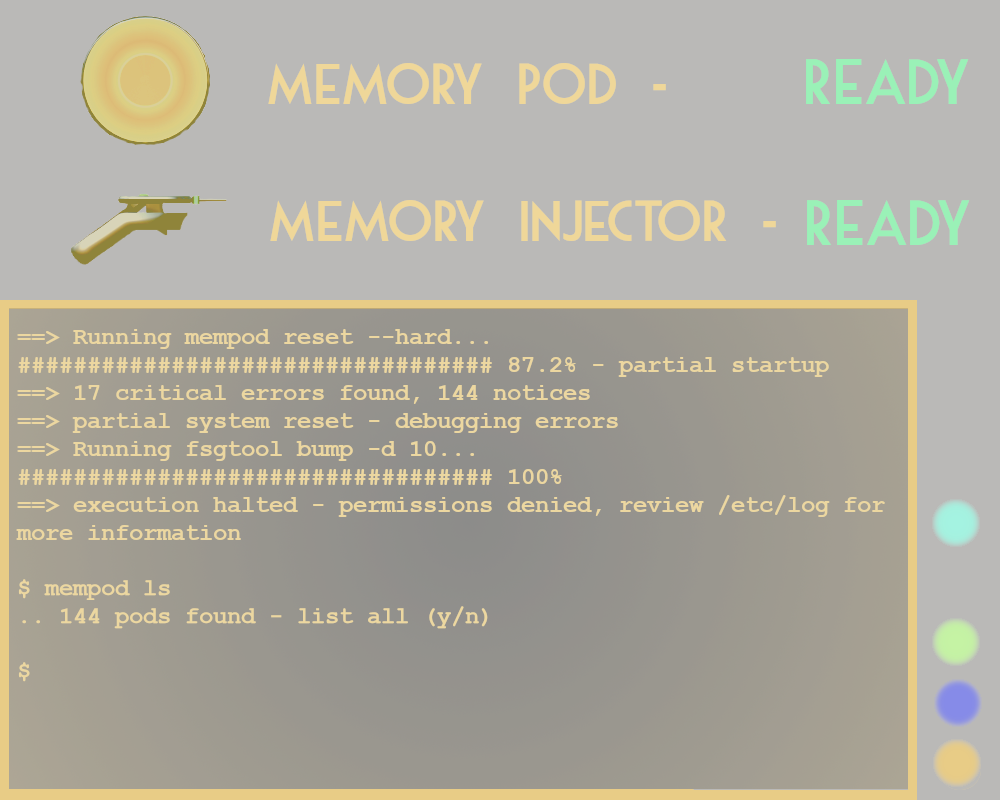 MEMORY POD - READY
MEMORY INJECTOR - READY
==> Running mempod reset --hard...
################################## 87.2% - partial startup
==> 17 critical errors found, 144 notices
==> partial system reset - debugging errors
==> Running fsgtool bump -d 10...
################################## 100%
==> execution halted - permissions denied, review /etc/log for
more information
$ mempod ls
.. 144 pods found - list all (y/n)
$